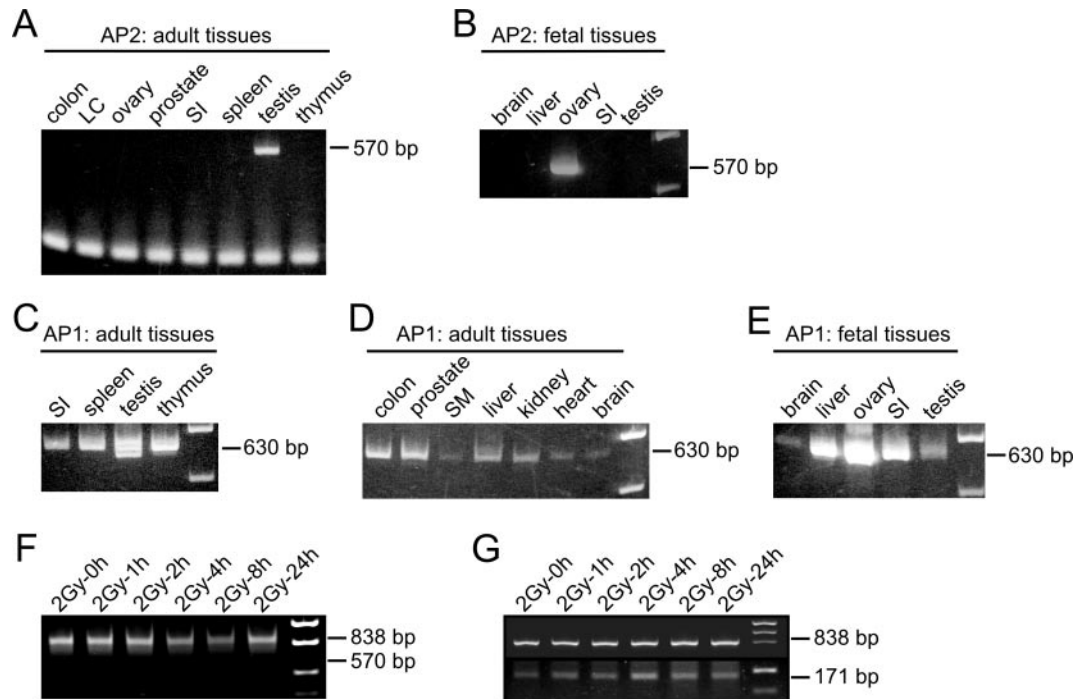 A
AP2: adult tissues
colon LC ovary prostate SI spleen testis thymus
570 bp
B
AP2: fetal tissues
brain liver ovary SI testis
570 bp
C
AP1: adult tissues
SI spleen testis thymus
630 bp
D
AP1: adult tissues
colon prostate SM liver kidney heart brain
630 bp
E
AP1: fetal tissues
brain liver ovary SI testis
630 bp
F
2Gy-0h 2Gy-1h 2Gy-2h 2Gy-4h 2Gy-8h 2Gy-24h
838 bp
570 bp
G
2Gy-0h 2Gy-1h 2Gy-2h 2Gy-4h 2Gy-8h 2Gy-24h
838 bp
171 bp